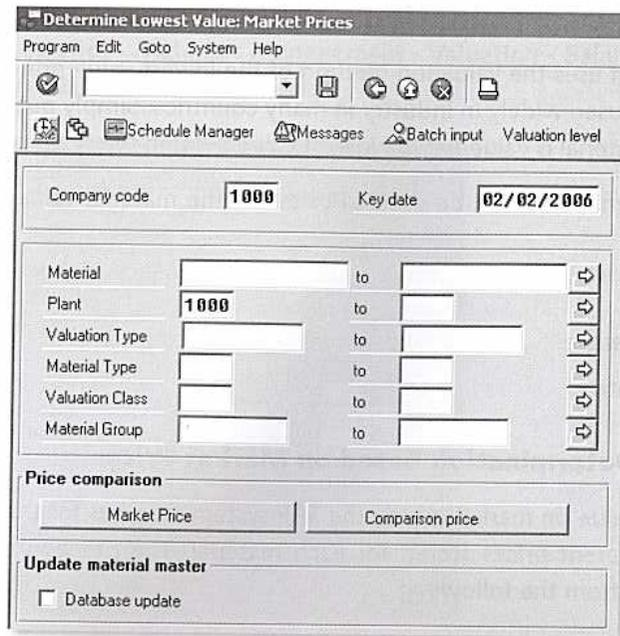 Determine Lowest Value: Market Prices
Program Edit Goto System Help
Schedule Manager Messages Batch input Valuation level
Company code 1000 Key date 02/02/2006
Material to
Plant 1000 to
Valuation Type to
Material Type to
Valuation Class to
Material Group to
Price comparison
Market Price Comparison price
Update material master
Database update